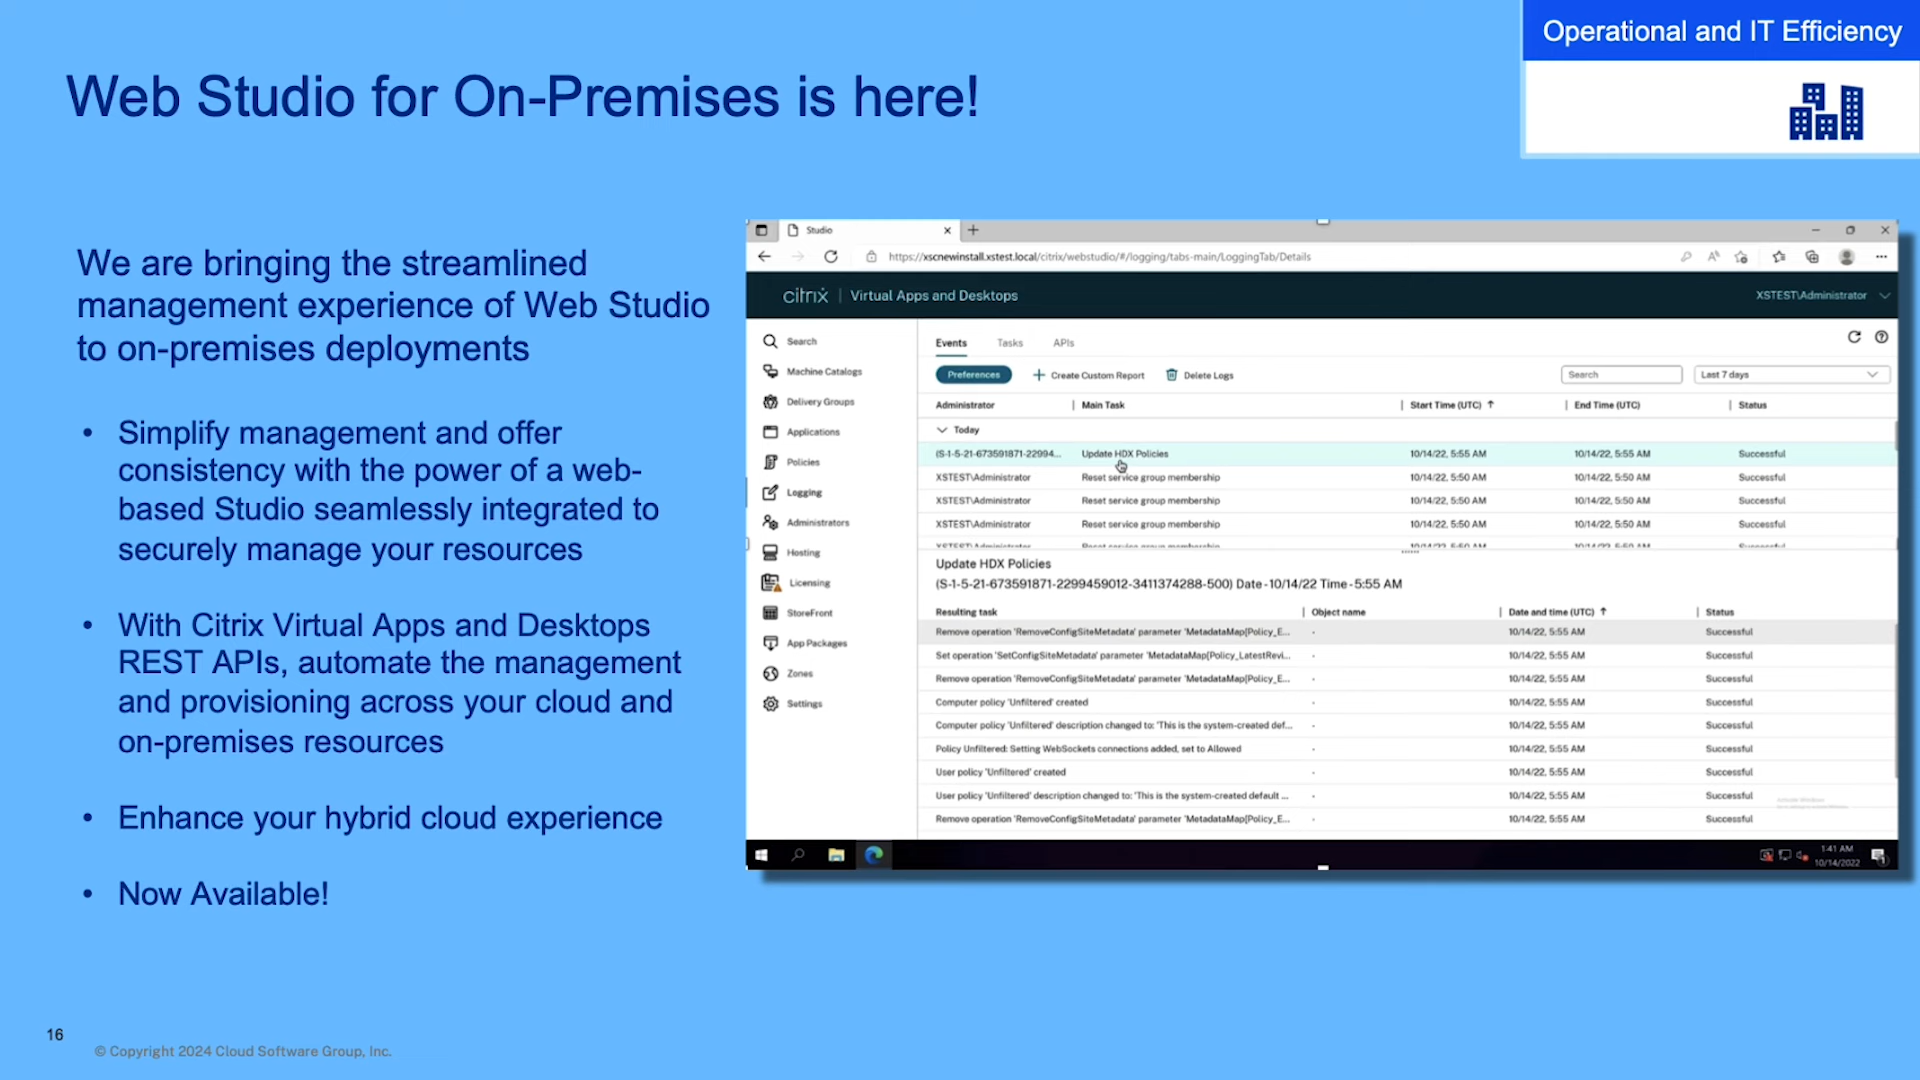 Operational and IT Efficiency
Web Studio for On-Premises is here!
We are bringing the streamlined
management experience of Web Studio
to on-premises deployments
• Simplify management and offer
consistency with the power of a web-
based Studio seamlessly integrated to
securely manage your resources
• With Citrix Virtual Apps and Desktops
REST APIs, automate the management
and provisioning across your cloud and
on-premises resources
• Enhance your hybrid cloud experience
• Now Available!
Studio
https://xscnewinstall.xstest.local/citrix/webstudio/#/logging/tabs-main/LoggingTab/Details
citrix | Virtual Apps and Desktops
XSTEST\Administrator
Search
Machine Catalogs
Delivery Groups
Applications
Policies
Logging
Administrators
Hosting
Licensing
StoreFront
App Packages
Zones
Settings
Events Tasks APIs
Preferences Create Custom Report Delete Logs Search Last 7 days
Administrator Main Task Start Time (UTC) ↑ End Time (UTC) Status
Today
(S-1-5-21-673591871-22994... Update HDX Policies 10/14/22, 5:55 AM 10/14/22, 5:55 AM Successful
XSTEST\Administrator Reset service group membership 10/14/22, 5:50 AM 10/14/22, 5:50 AM Successful
XSTEST\Administrator Reset service group membership 10/14/22, 5:50 AM 10/14/22, 5:50 AM Successful
XSTEST\Administrator Reset service group membership 10/14/22, 5:50 AM 10/14/22, 5:50 AM Successful
Update HDX Policies
(S-1-5-21-673591871-2299459012-3411374288-500) Date - 10/14/22 Time - 5:55 AM
Resulting task Object name Date and time (UTC) ↑ Status
Remove operation 'RemoveConfigSiteMetadata' parameter 'MetadataMap[Policy_E... - 10/14/22, 5:55 AM Successful
Set operation 'SetConfigSiteMetadata' parameter 'MetadataMap[Policy_LatestRevi... - 10/14/22, 5:55 AM Successful
Remove operation 'RemoveConfigSiteMetadata' parameter 'MetadataMap[Policy_E... - 10/14/22, 5:55 AM Successful
Computer policy 'Unfiltered' created - 10/14/22, 5:55 AM Successful
Computer policy 'Unfiltered' description changed to: 'This is the system-created def... - 10/14/22, 5:55 AM Successful
Policy Unfiltered: Setting WebSockets connections added, set to Allowed - 10/14/22, 5:55 AM Successful
User policy 'Unfiltered' created - 10/14/22, 5:55 AM Successful
User policy 'Unfiltered' description changed to: 'This is the system-created default ... - 10/14/22, 5:55 AM Successful
Remove operation 'RemoveConfigSiteMetadata' parameter 'MetadataMap[Policy_E... - 10/14/22, 5:55 AM Successful
1:41 AM
10/14/2022
16
© Copyright 2024 Cloud Software Group, Inc.